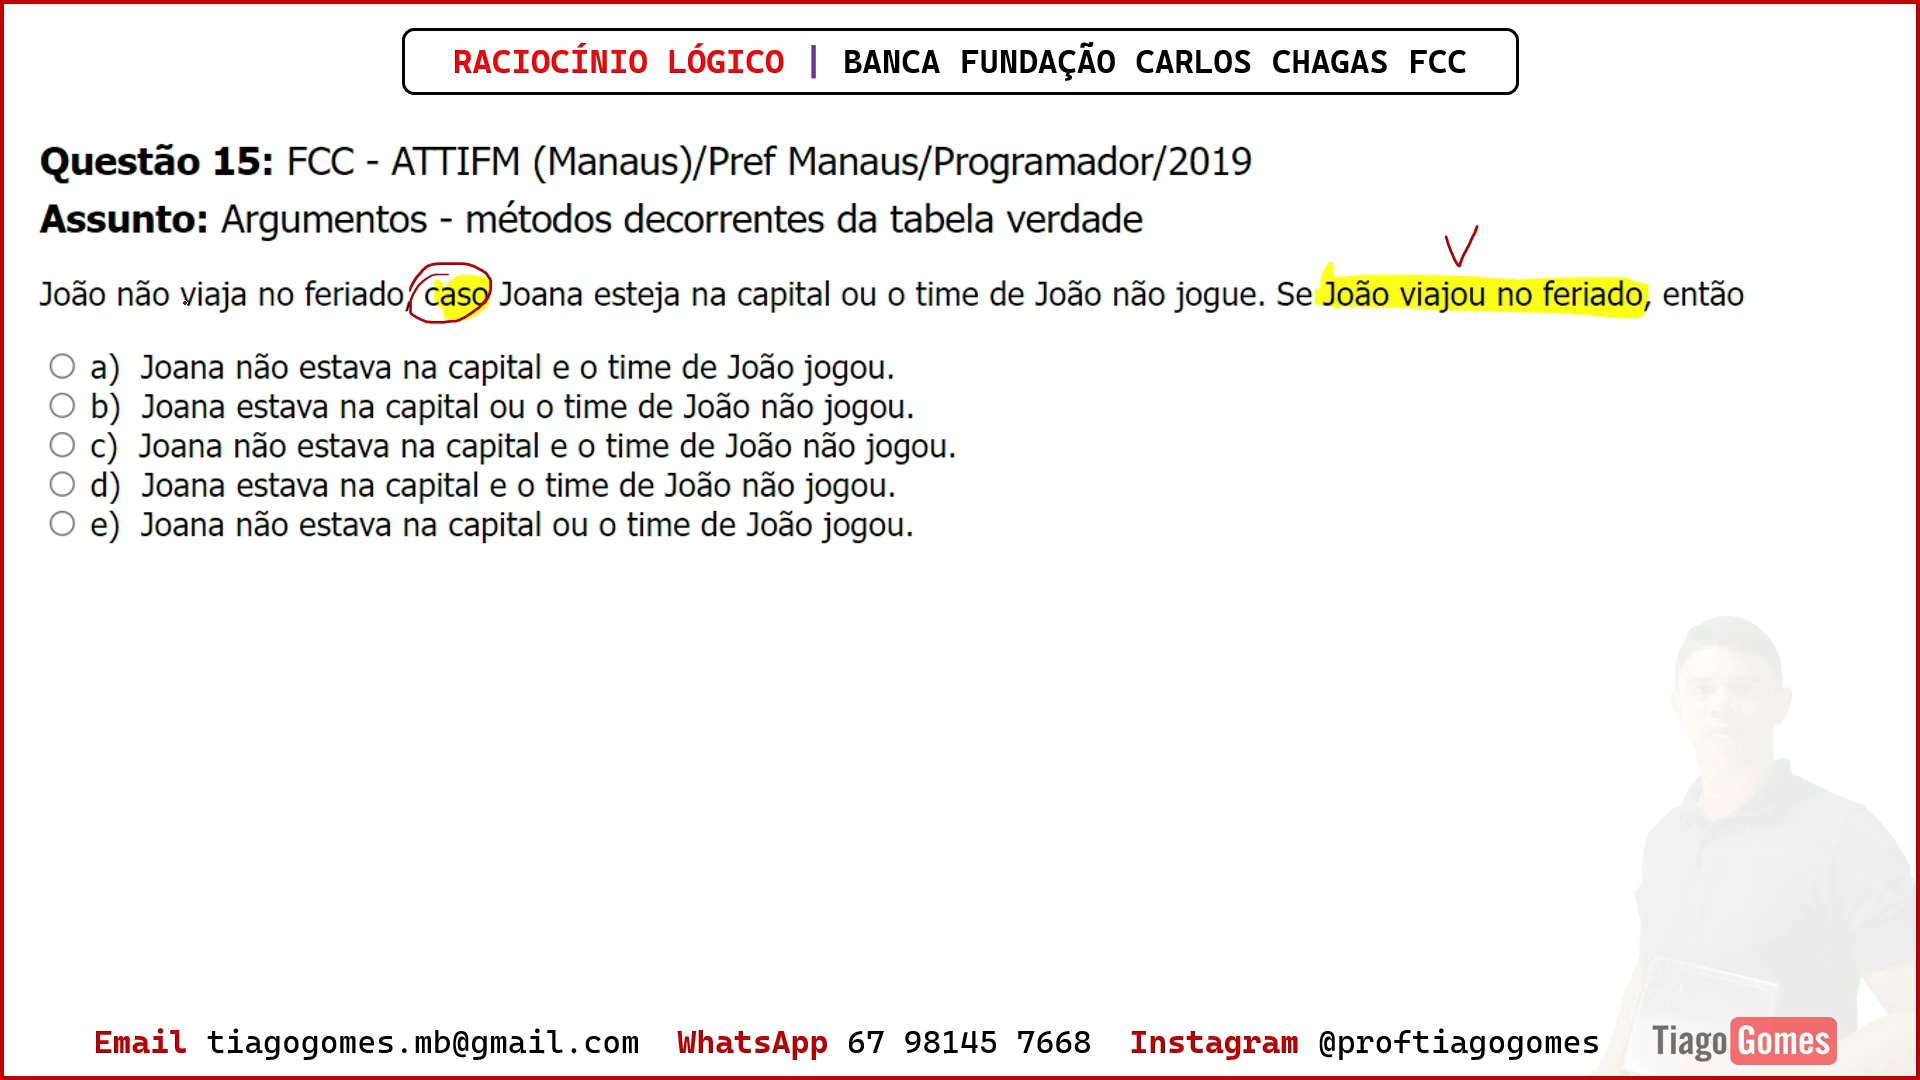 RACIOCÍNIO LÓGICO | BANCA FUNDAÇÃO CARLOS CHAGAS FCC
Questão 15: FCC - ATTIFM (Manaus)/Pref Manaus/Programador/2019
Assunto: Argumentos - métodos decorrentes da tabela verdade
V
João não viaja no feriado, caso Joana esteja na capital ou o time de João não jogue. Se João viajou no feriado, então
a) Joana não estava na capital e o time de João jogou.
b) Joana estava na capital ou o time de João não jogou.
c) Joana não estava na capital e o time de João não jogou.
d) Joana estava na capital e o time de João não jogou.
e) Joana não estava na capital ou o time de João jogou.
Email tiagogomes.mb@gmail.com WhatsApp 67 98145 7668 Instagram @proftiagogomes Tiago Gomes